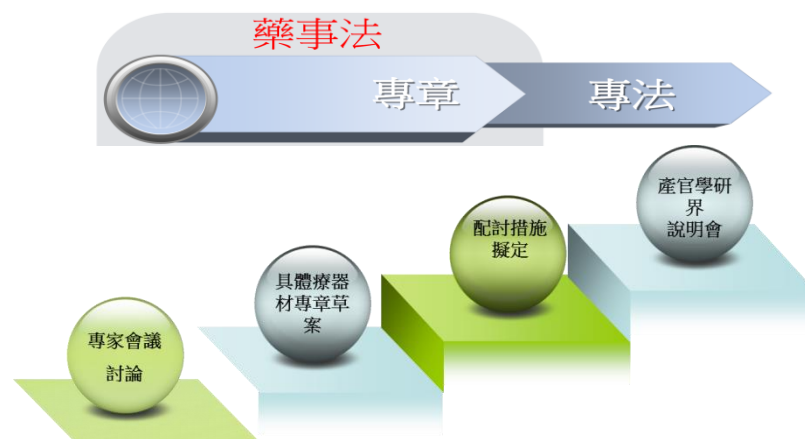 藥事法
專章
專法
產官學研
界
說明會
配討措施
擬定
具體療器
材專章草
案
專家會議
討論